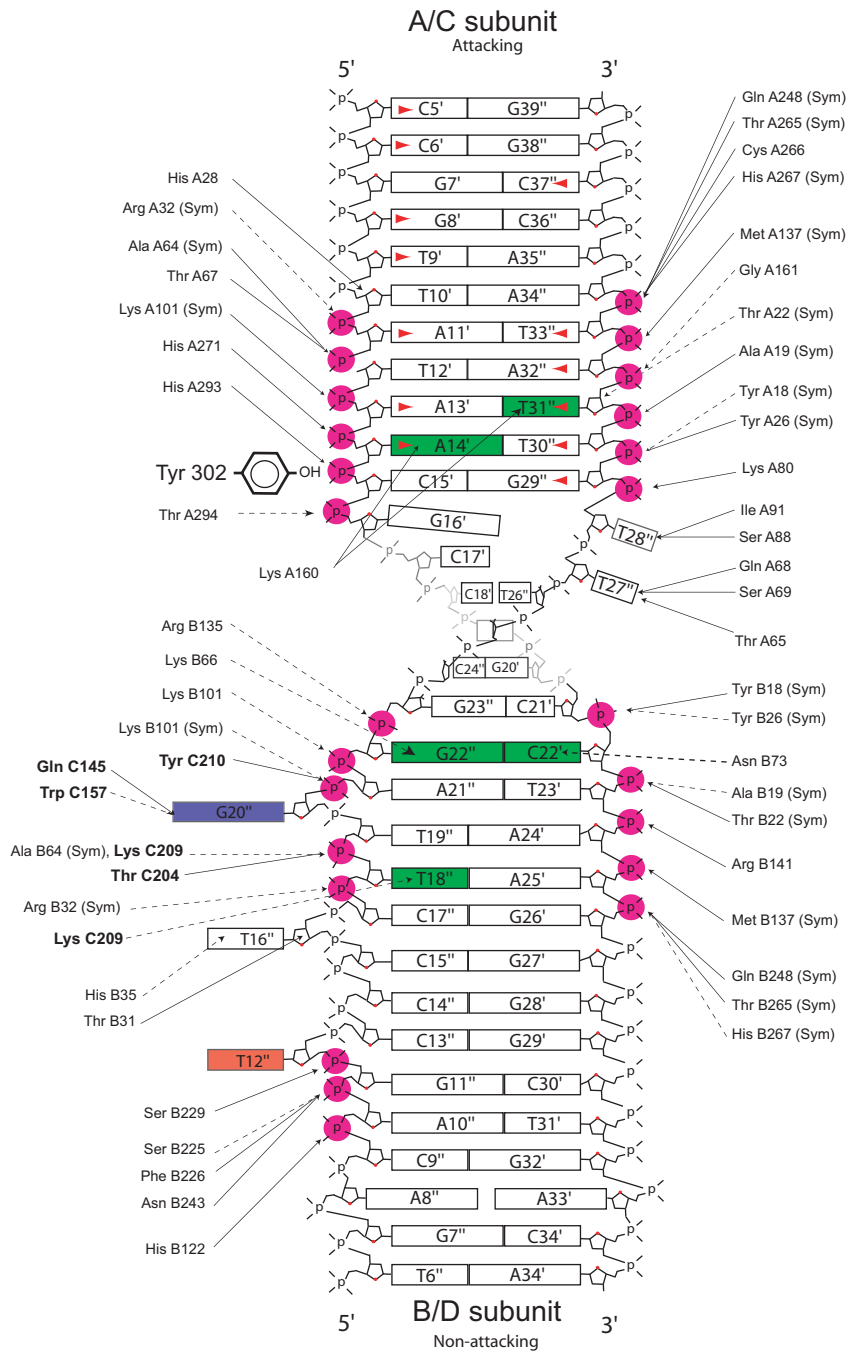 A/C subunit
Attacking
5' 3'
p C5' G39'' p
p C6' G38'' p
p G7' C37'' p
p G8' C36'' p
p T9' A35'' p
p T10' A34'' p
p A11' T33'' p
p T12' A32'' p
p A13' T31'' p
p A14' T30'' p
p C15' G29'' p
p G16' T28''
p C17' p
p C18' T26'' p T27''
p p
C24'' G20'
p p
p G23'' C21' p
p G22'' C22'
p A21'' T23' p
G20''
p T19'' A24' p
p T18'' A25' p
p C17'' G26' p
p T16''
p C15'' G27' p
p C14'' G28' p
p C13'' G29' p
T12''
p G11'' C30' p
p A10'' T31' p
p C9'' G32' p
p A8'' A33' p
p G7'' C34' p
p T6'' A34' p
His A28
Arg A32 (Sym)
Ala A64 (Sym)
Thr A67
Lys A101 (Sym)
His A271
His A293
Tyr 302 OH
Thr A294
Lys A160
Gln A248 (Sym)
Thr A265 (Sym)
Cys A266
His A267 (Sym)
Met A137 (Sym)
Gly A161
Thr A22 (Sym)
Ala A19 (Sym)
Tyr A18 (Sym)
Tyr A26 (Sym)
Lys A80
Ile A91
Ser A88
Gln A68
Ser A69
Thr A65
Arg B135
Lys B66
Lys B101
Lys B101 (Sym)
Gln C145
Tyr C210
Trp C157
Ala B64 (Sym), Lys C209
Thr C204
Arg B32 (Sym)
Lys C209
His B35
Thr B31
Ser B229
Ser B225
Phe B226
Asn B243
His B122
Tyr B18 (Sym)
Tyr B26 (Sym)
Asn B73
Ala B19 (Sym)
Thr B22 (Sym)
Arg B141
Met B137 (Sym)
Gln B248 (Sym)
Thr B265 (Sym)
His B267 (Sym)
5' 3'
B/D subunit
Non-attacking